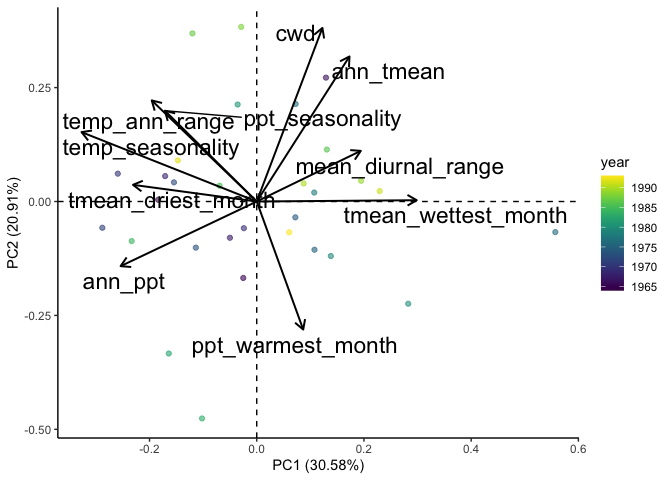 cwd
ann_tmean
temp_ann_range
ppt_seasonality
temp_seasonality
mean_diurnal_range
tmean_driest_month
tmean_wettest_month
ann_ppt
ppt_warmest_month
0.25
0.00
-0.25
-0.50
PC2 (20.91%)
-0.2
0.0
0.2
0.4
0.6
PC1 (30.58%)
year
1990
1985
1980
1975
1970
1965